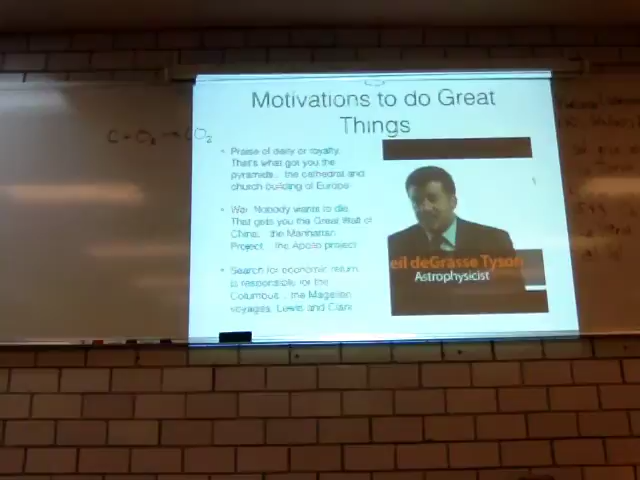 Motivations to do Great
Things
C + O2 → CO2
• Praise of deity or royalty.
That's what got you the
pyramids... the cathedral and
church building of Europe
• War. Nobody wants to die.
That gets you the Great Wall of
China... the Manhattan
Project... the Apollo project
• Search for economic return
is responsible for the
Columbus... the Magellan
voyages, Lewis and Clark
eil deGrasse Tyson
Astrophysicist